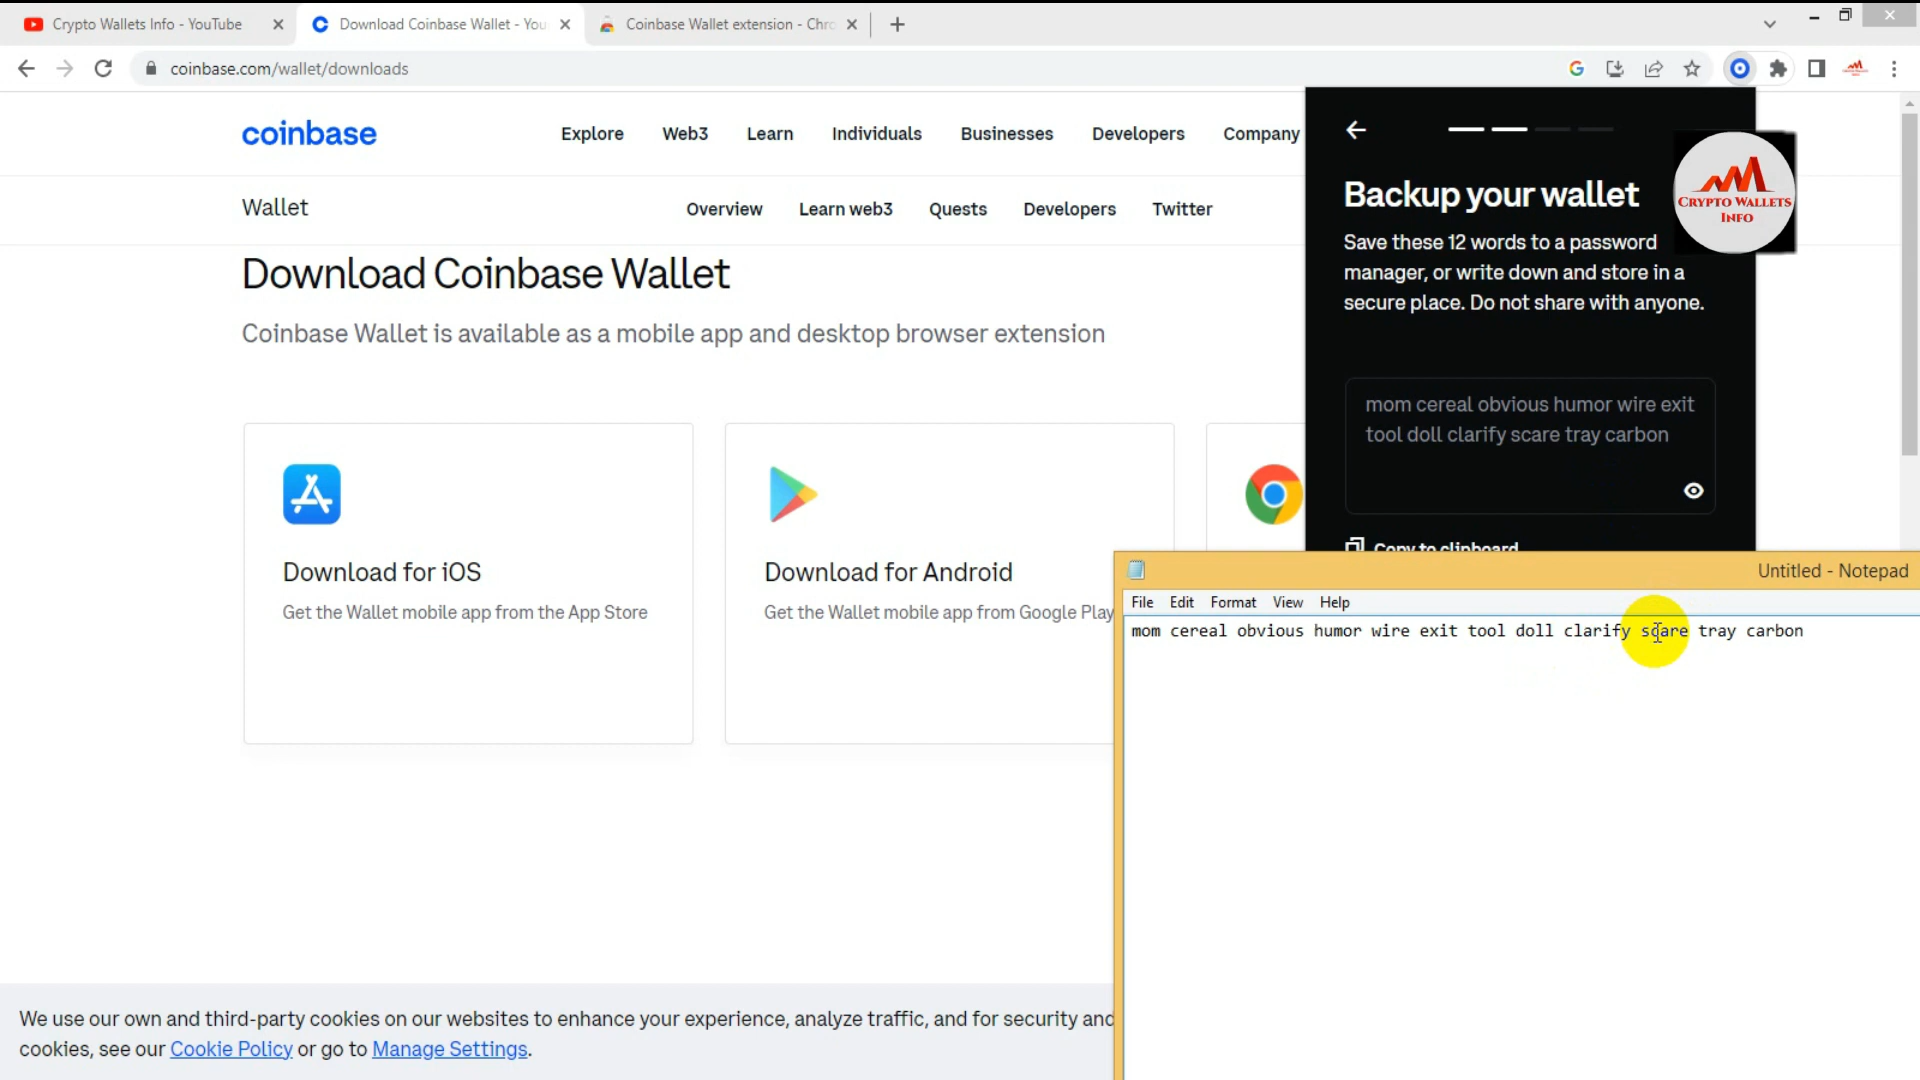 Crypto Wallets Info - YouTube
Download Coinbase Wallet - You
Coinbase Wallet extension - Chro
coinbase.com/wallet/downloads
coinbase
Explore
Web3
Learn
Individuals
Businesses
Developers
Company
Wallet
Overview
Learn web3
Quests
Developers
Twitter
Download Coinbase Wallet
Coinbase Wallet is available as a mobile app and desktop browser extension
Download for iOS
Get the Wallet mobile app from the App Store
Download for Android
Get the Wallet mobile app from Google Play
Backup your wallet
Save these 12 words to a password
manager, or write down and store in a
secure place. Do not share with anyone.
mom cereal obvious humor wire exit
tool doll clarify scare tray carbon
Copy to clipboard
CRYPTO WALLETS
INFO
Untitled - Notepad
File Edit Format View Help
mom cereal obvious humor wire exit tool doll clarify scare tray carbon
We use our own and third-party cookies on our websites to enhance your experience, analyze traffic, and for security and
cookies, see our Cookie Policy or go to Manage Settings.